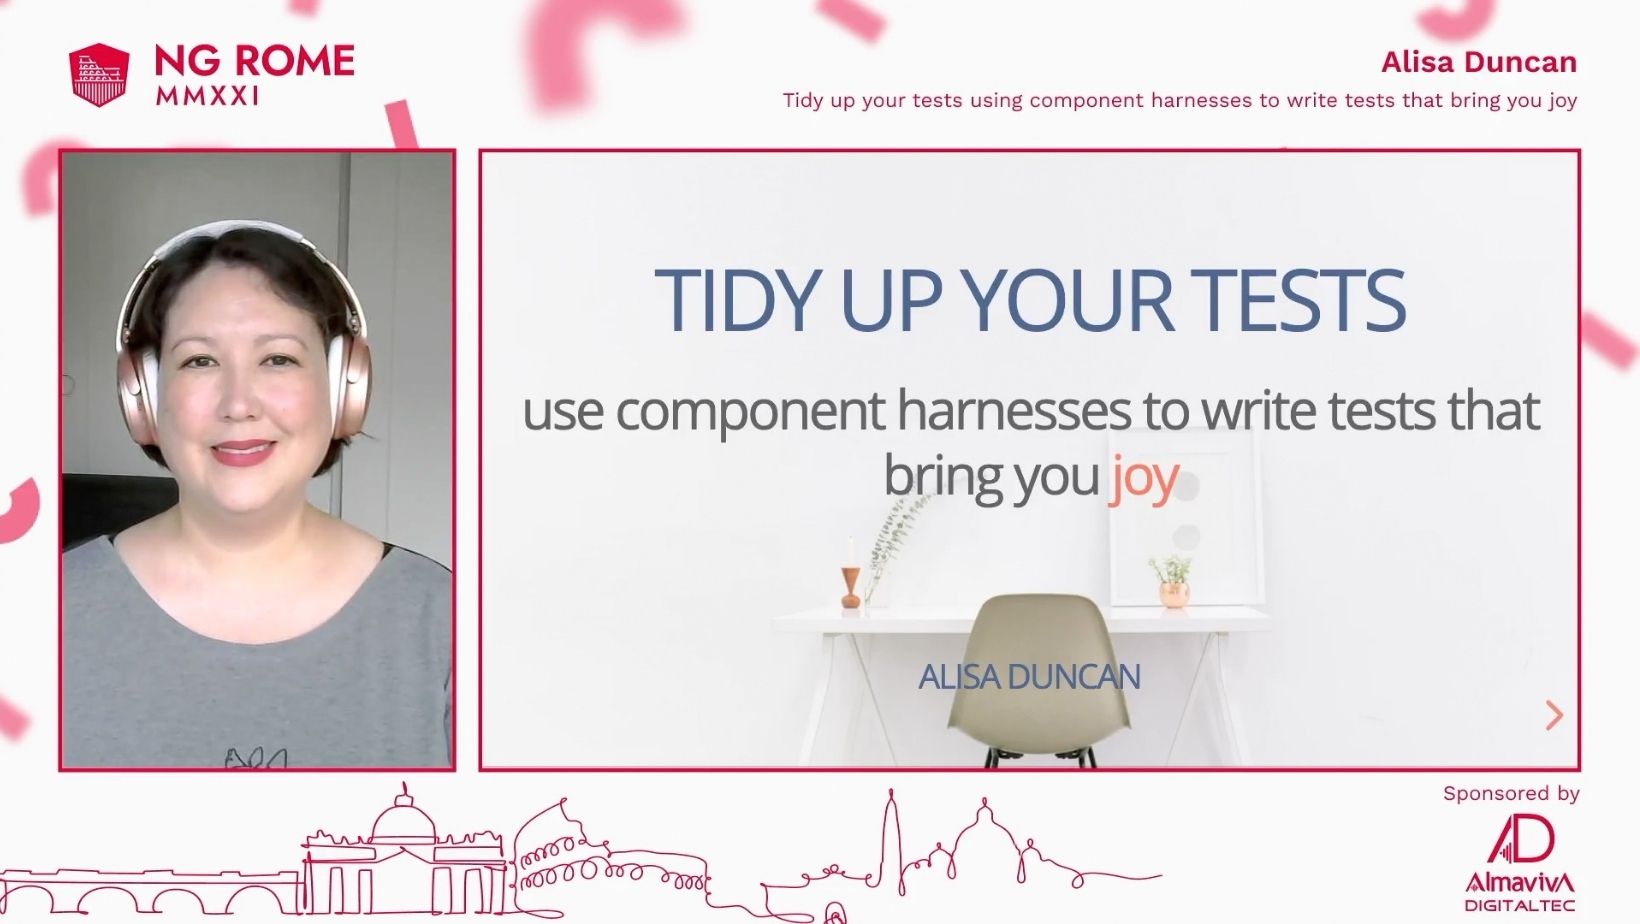 NG ROME
MMXXI
Alisa Duncan
Tidy up your tests using component harnesses to write tests that bring you joy
TIDY UP YOUR TESTS
use component harnesses to write tests that
bring you joy
ALISA DUNCAN
Sponsored by
AD
AlmavivA
DIGITALTEC